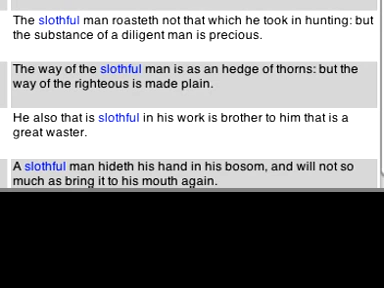 The slothful man roasteth not that which he took in hunting: but
the substance of a diligent man is precious.
The way of the slothful man is as an hedge of thorns: but the
way of the righteous is made plain.
He also that is slothful in his work is brother to him that is a
great waster.
A slothful man hideth his hand in his bosom, and will not so
much as bring it to his mouth again.